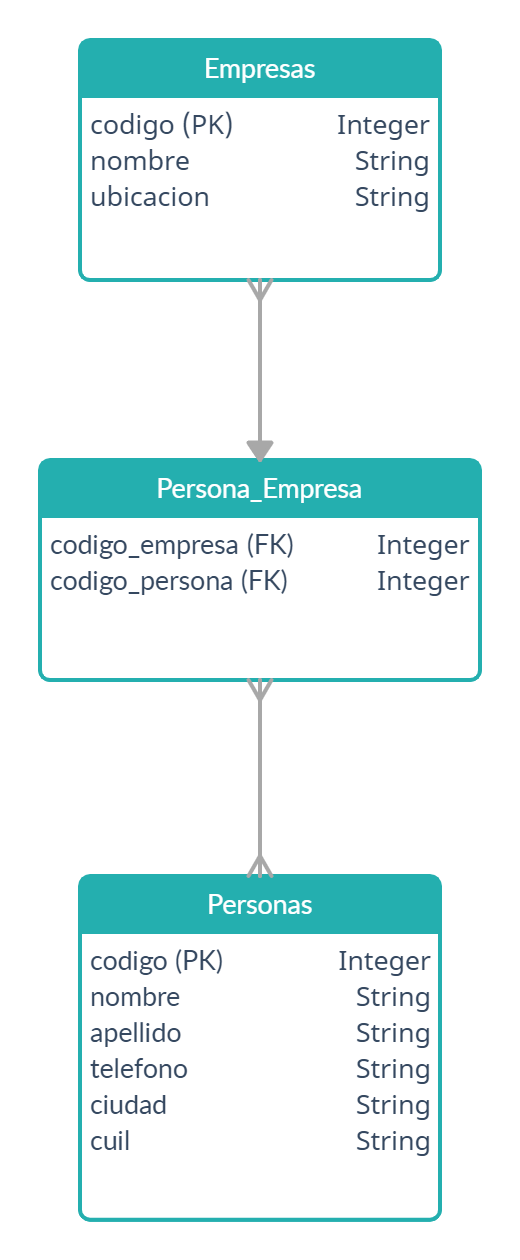 Empresas
codigo (PK) Integer
nombre String
ubicacion String
Persona_Empresa
codigo_empresa (FK) Integer
codigo_persona (FK) Integer
Personas
codigo (PK) Integer
nombre String
apellido String
telefono String
ciudad String
cuil String